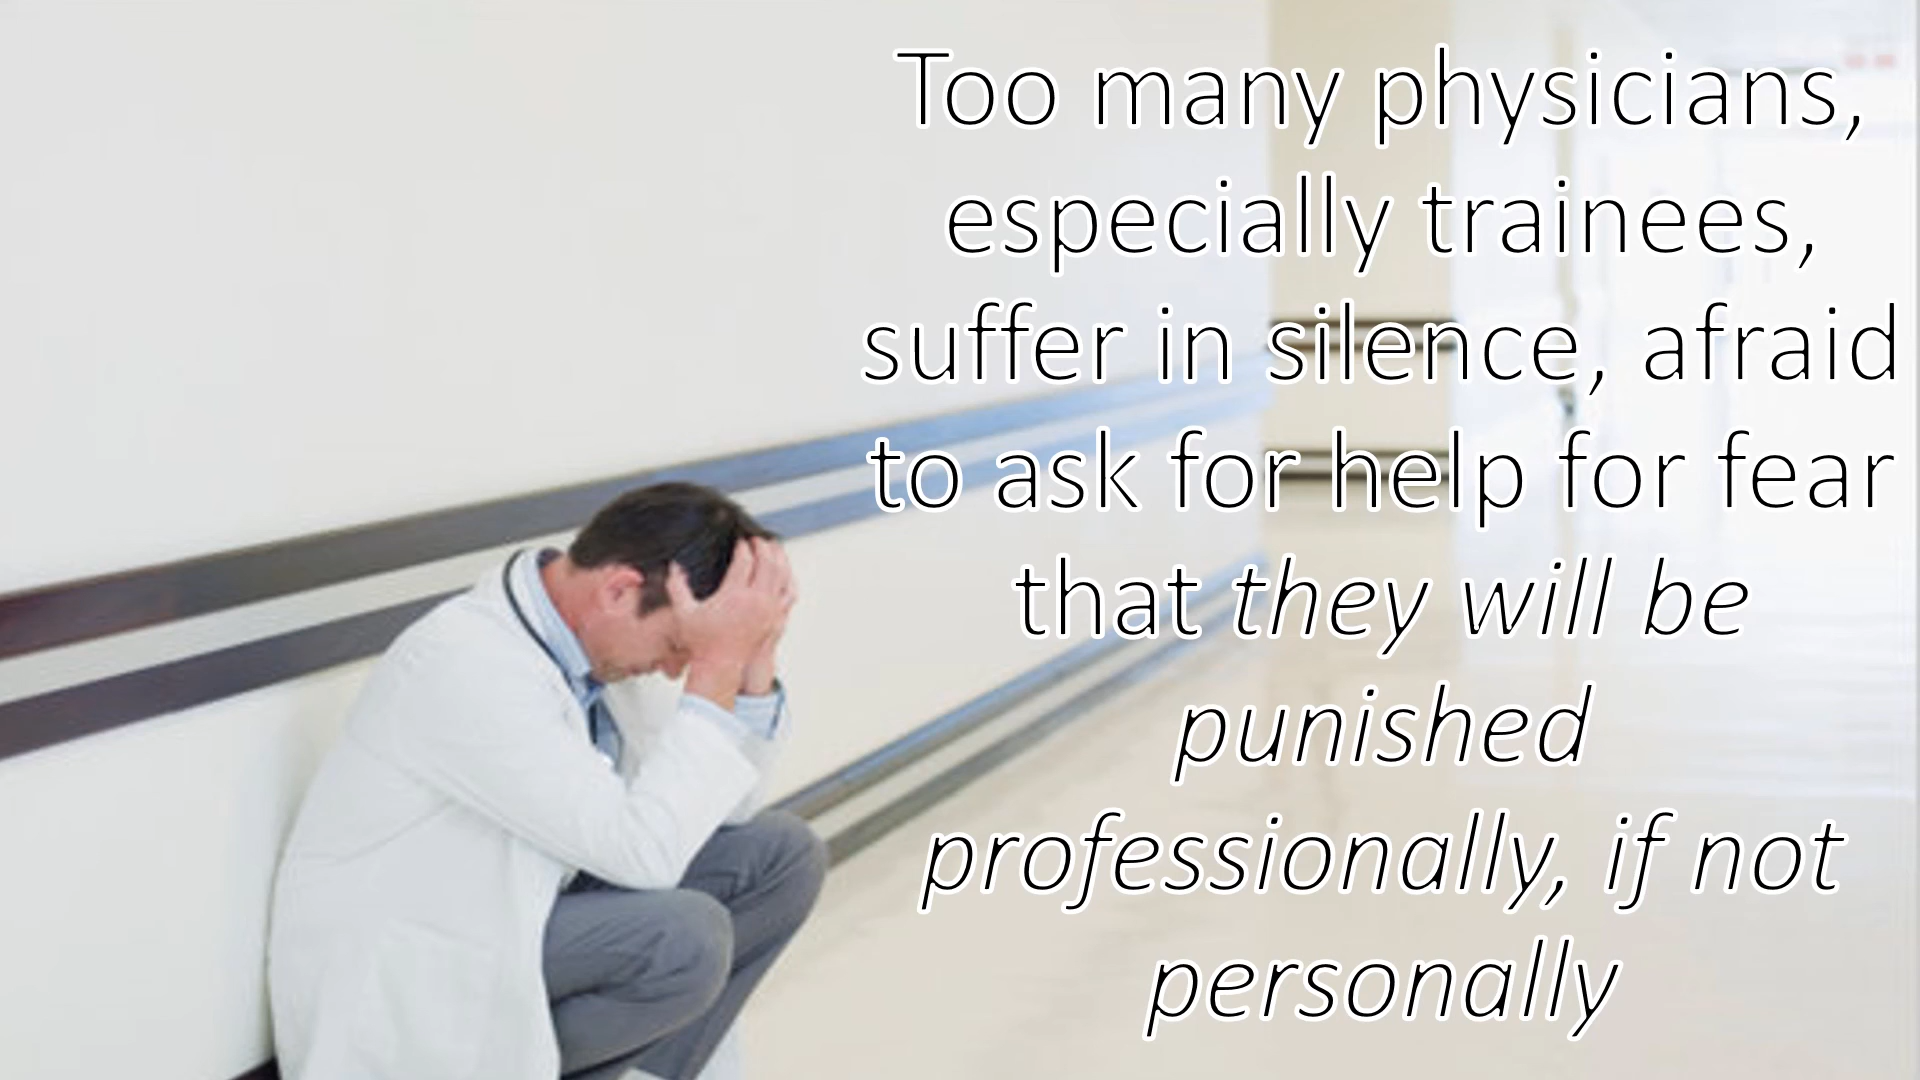 Too many physicians,
especially trainees,
suffer in silence, afraid
to ask for help for fear
that they will be
punished
professionally, if not
personally